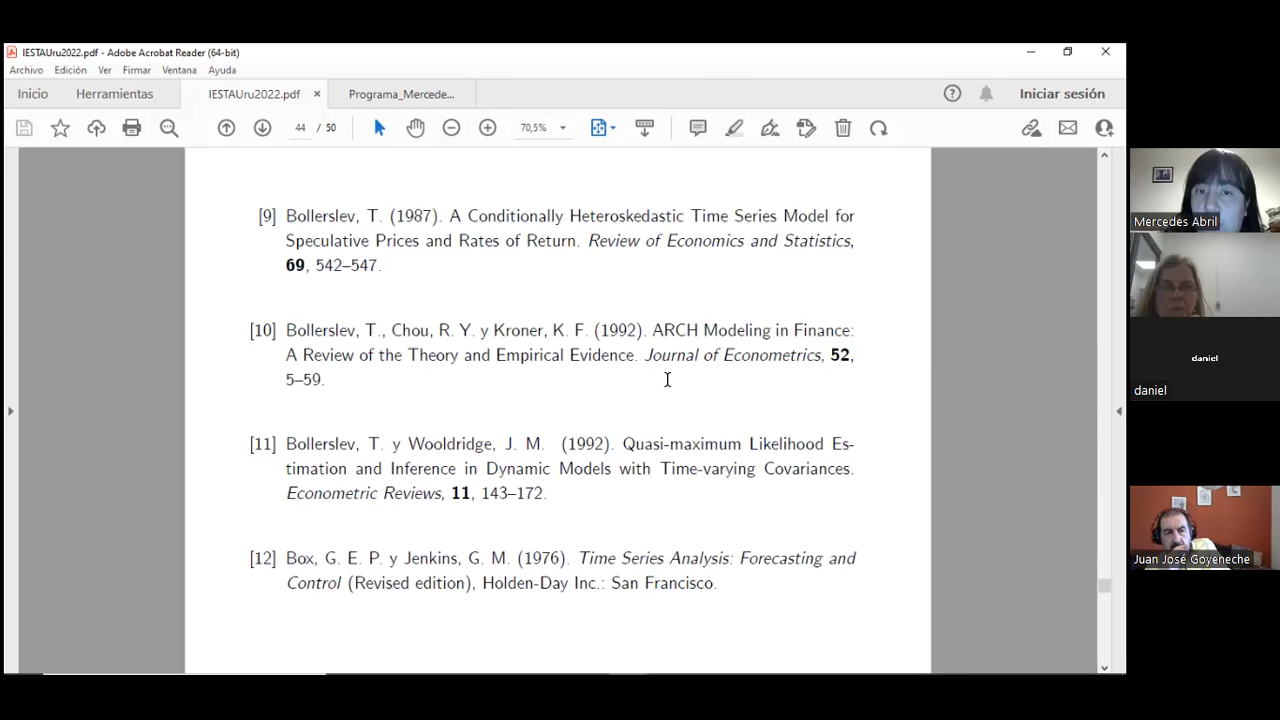 IESTAUru2022.pdf - Adobe Acrobat Reader (64-bit)
Archivo Edición Ver Firmar Ventana Ayuda
Inicio Herramientas IESTAUru2022.pdf × Programa_Mercede... Iniciar sesión
44 / 50 70,5%
[9] Bollerslev, T. (1987). A Conditionally Heteroskedastic Time Series Model for
Speculative Prices and Rates of Return. Review of Economics and Statistics,
69, 542–547.
[10] Bollerslev, T., Chou, R. Y. y Kroner, K. F. (1992). ARCH Modeling in Finance:
A Review of the Theory and Empirical Evidence. Journal of Econometrics, 52,
5–59.
[11] Bollerslev, T. y Wooldridge, J. M. (1992). Quasi-maximum Likelihood Es-
timation and Inference in Dynamic Models with Time-varying Covariances.
Econometric Reviews, 11, 143–172.
[12] Box, G. E. P. y Jenkins, G. M. (1976). Time Series Analysis: Forecasting and
Control (Revised edition), Holden-Day Inc.: San Francisco.
Mercedes Abril
daniel
daniel
Juan José Goyeneche